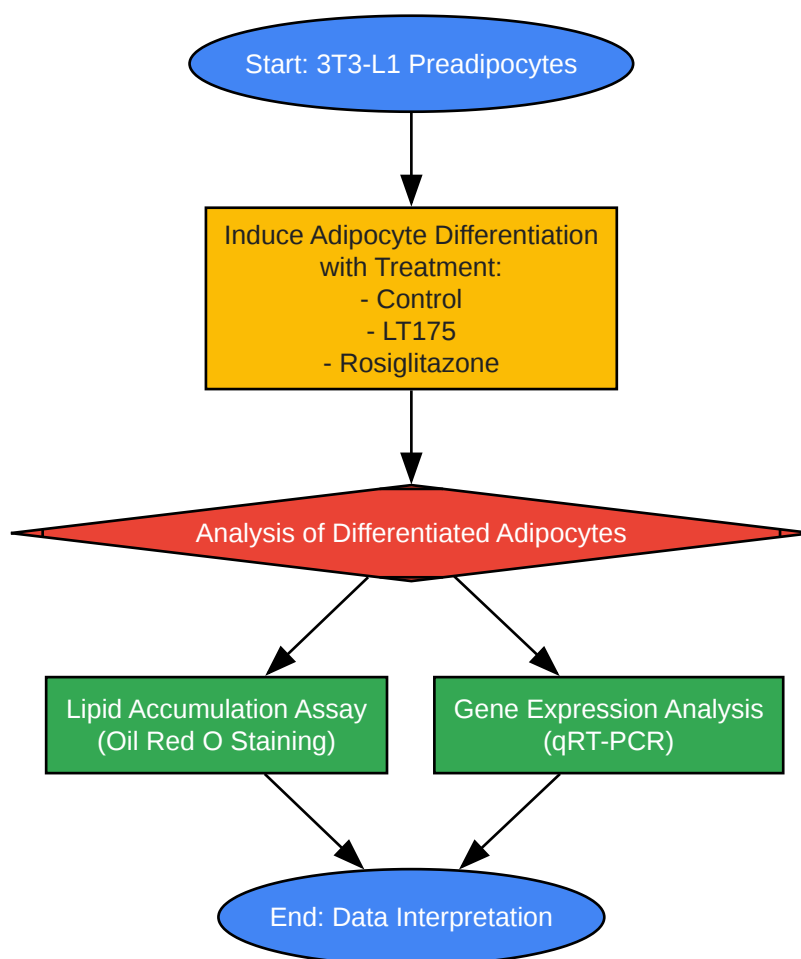 Start: 3T3-L1 Preadipocytes
Induce Adipocyte Differentiation
with Treatment:
- Control
- LT175
- Rosiglitazone
Analysis of Differentiated Adipocytes
Lipid Accumulation Assay
(Oil Red O Staining)
Gene Expression Analysis
(qRT-PCR)
End: Data Interpretation